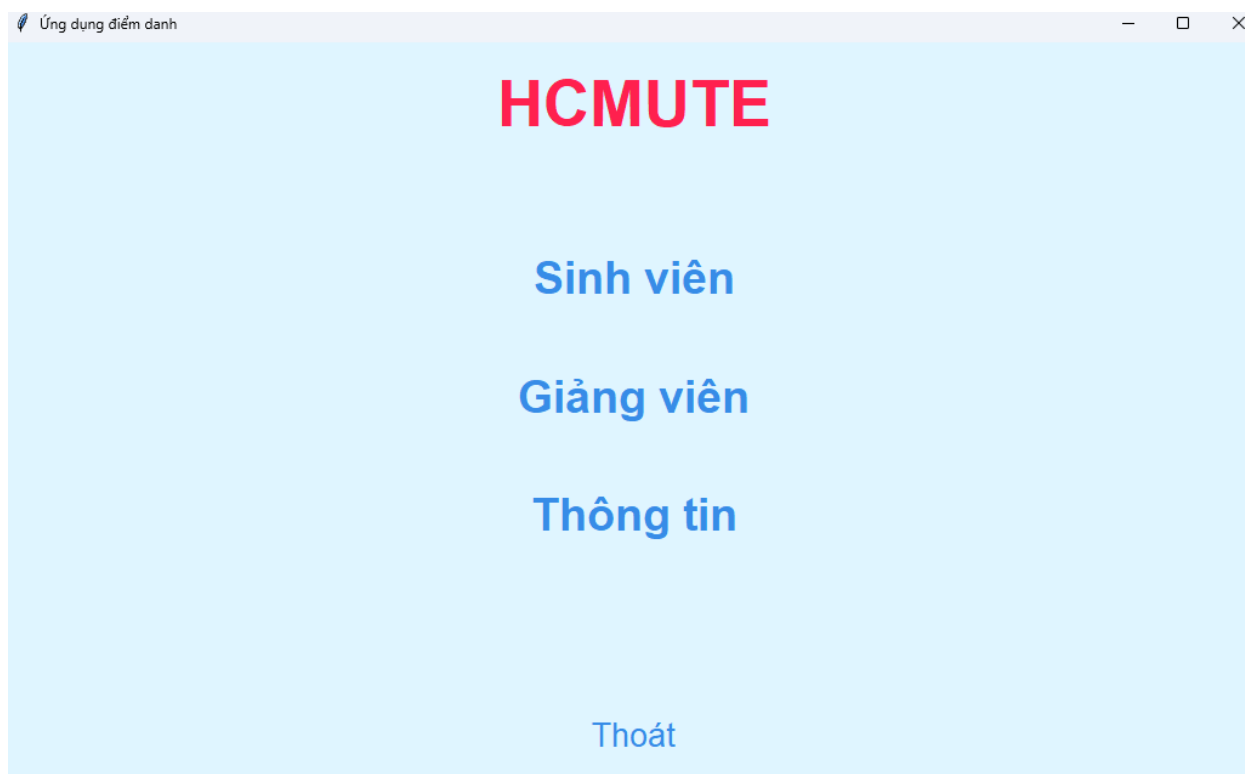 Ứng dụng điểm danh
HCMUTE
Sinh viên
Giảng viên
Thông tin
Thoát